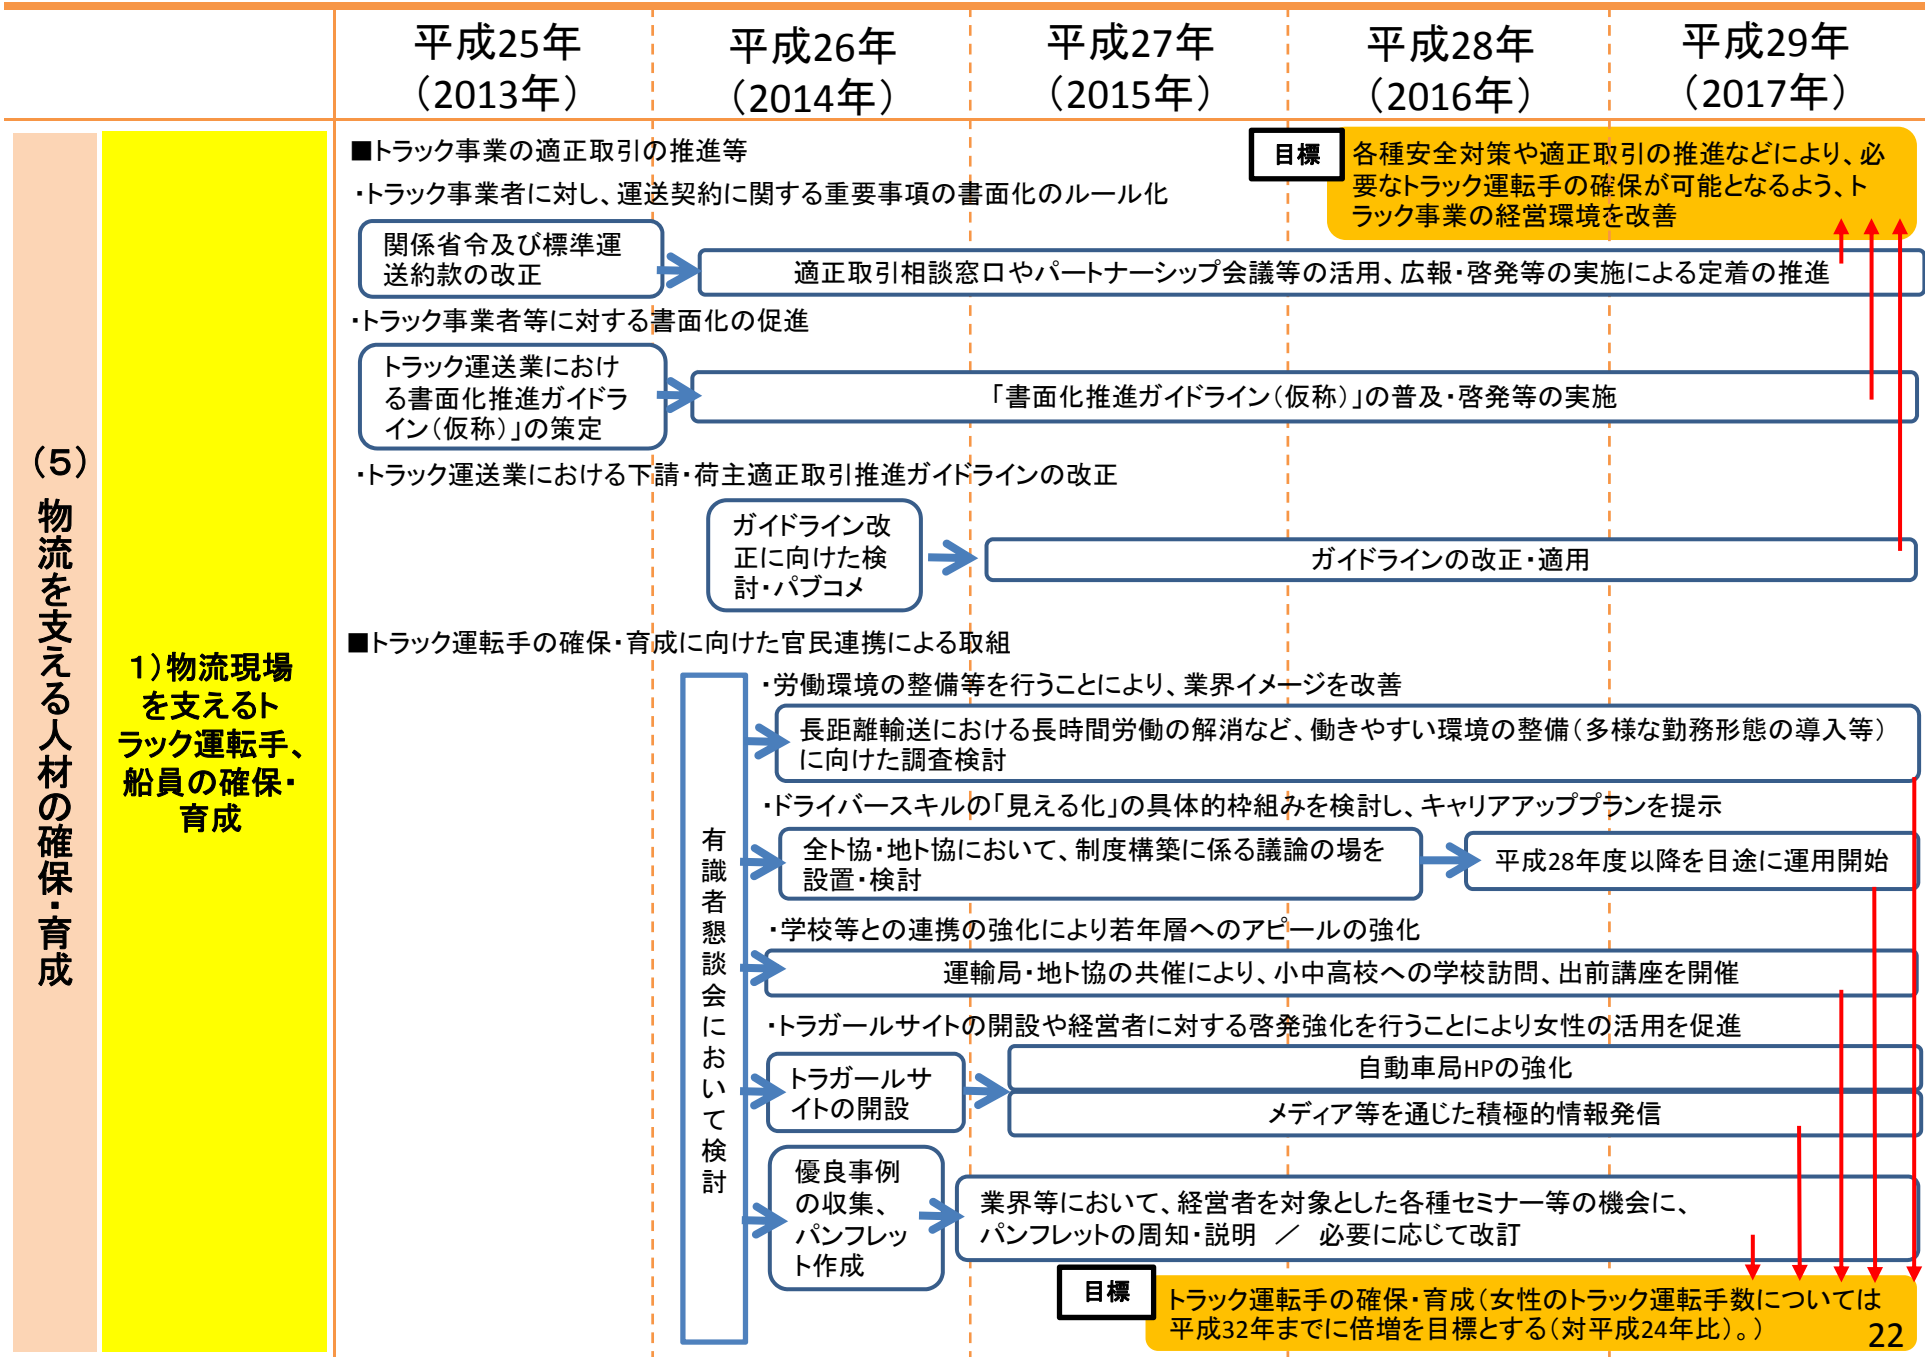 平成25年
(2013年)
平成26年
(2014年)
平成27年
(2015年)
平成28年
(2016年)
平成29年
(2017年)
(5)物流を支える人材の確保・育成
1)物流現場
を支えるト
ラック運転手、
船員の確保・
育成
■トラック事業の適正取引の推進等
目標
各種安全対策や適正取引の推進などにより、必
要なトラック運転手の確保が可能となるよう、ト
ラック事業の経営環境を改善
・トラック事業者に対し、運送契約に関する重要事項の書面化のルール化
関係省令及び標準運
送約款の改正
適正取引相談窓口やパートナーシップ会議等の活用、広報・啓発等の実施による定着の推進
・トラック事業者等に対する書面化の促進
トラック運送業におけ
る書面化推進ガイドラ
イン(仮称)」の策定
「書面化推進ガイドライン(仮称)」の普及・啓発等の実施
・トラック運送業における下請・荷主適正取引推進ガイドラインの改正
ガイドライン改
正に向けた検
討・パブコメ
ガイドラインの改正・適用
■トラック運転手の確保・育成に向けた官民連携による取組
有識者懇談会において検討
・労働環境の整備等を行うことにより、業界イメージを改善
長距離輸送における長時間労働の解消など、働きやすい環境の整備(多様な勤務形態の導入等)
に向けた調査検討
・ドライバースキルの「見える化」の具体的枠組みを検討し、キャリアアッププランを提示
全ト協・地ト協において、制度構築に係る議論の場を
設置・検討
平成28年度以降を目途に運用開始
・学校等との連携の強化により若年層へのアピールの強化
運輸局・地ト協の共催により、小中高校への学校訪問、出前講座を開催
・トラガールサイトの開設や経営者に対する啓発強化を行うことにより女性の活用を促進
トラガールサ
イトの開設
自動車局HPの強化
メディア等を通じた積極的情報発信
優良事例
の収集、
パンフレッ
ト作成
業界等において、経営者を対象とした各種セミナー等の機会に、
パンフレットの周知・説明 / 必要に応じて改訂
目標
トラック運転手の確保・育成(女性のトラック運転手数については
平成32年までに倍増を目標とする(対平成24年比)。)
22